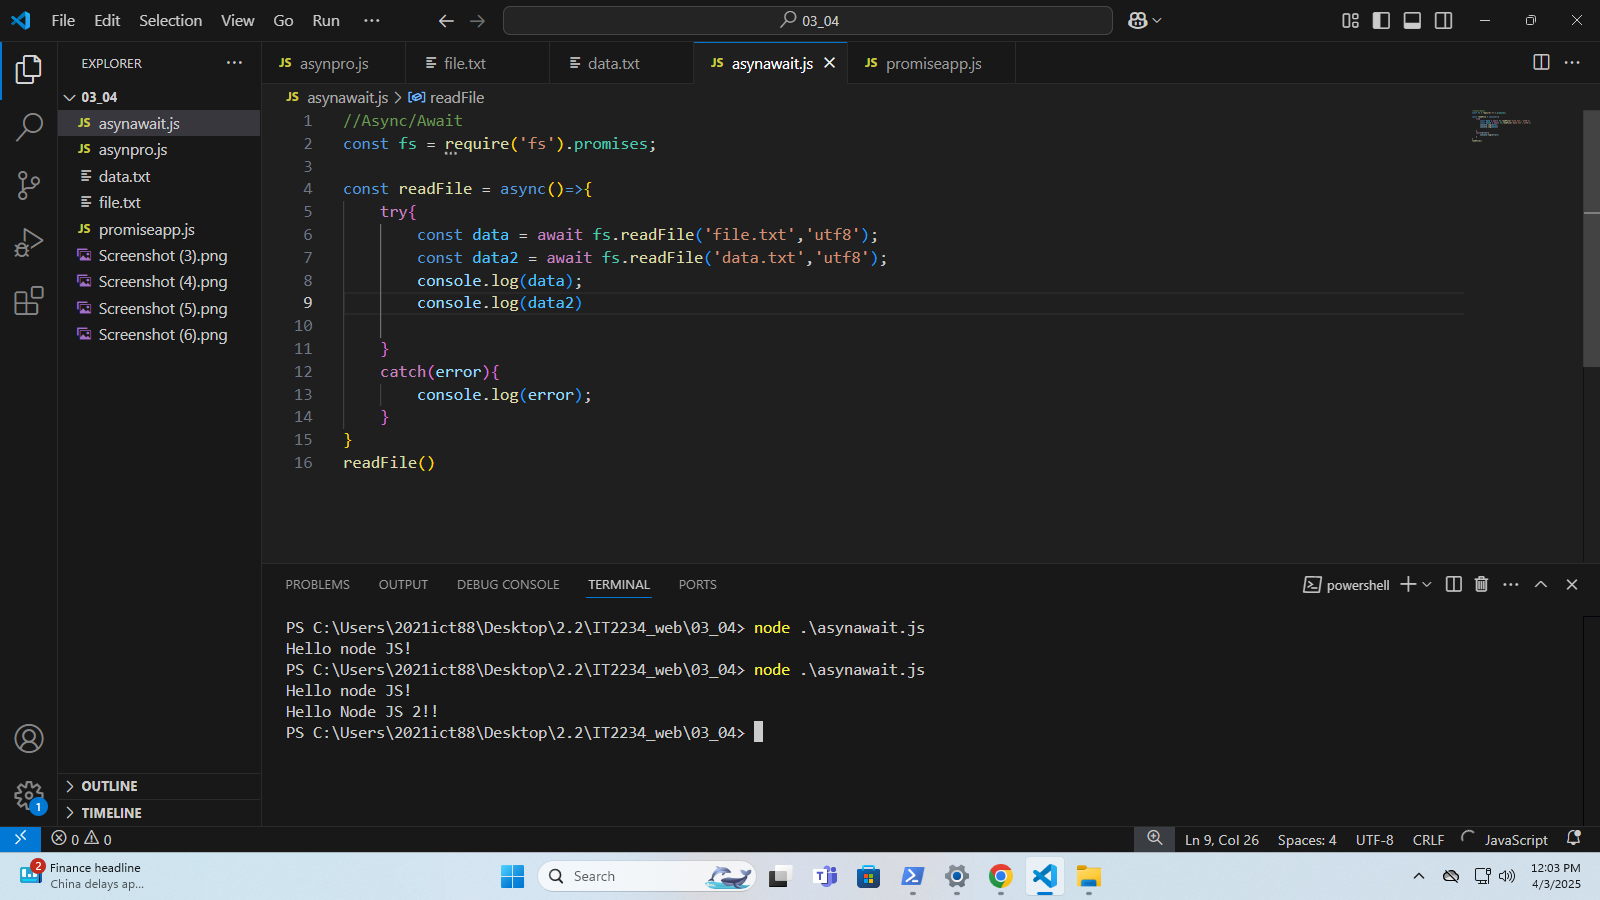 File Edit Selection View Go Run ··· 03_04
EXPLORER ···
03_04
JS asynawait.js
JS asynpro.js
data.txt
file.txt
JS promiseapp.js
Screenshot (3).png
Screenshot (4).png
Screenshot (5).png
Screenshot (6).png
OUTLINE
TIMELINE
JS asynpro.js file.txt data.txt JS asynawait.js JS promiseapp.js
JS asynawait.js > readFile
1 //Async/Await
2 const fs = require('fs').promises;
3
4 const readFile = async()=>{
5 try{
6 const data = await fs.readFile('file.txt','utf8');
7 const data2 = await fs.readFile('data.txt','utf8');
8 console.log(data);
9 console.log(data2)
10
11 }
12 catch(error){
13 console.log(error);
14 }
15 }
16 readFile()
PROBLEMS OUTPUT DEBUG CONSOLE TERMINAL PORTS powershell
PS C:\Users\2021ict88\Desktop\2.2\IT2234_web\03_04> node .\asynawait.js
Hello node JS!
PS C:\Users\2021ict88\Desktop\2.2\IT2234_web\03_04> node .\asynawait.js
Hello node JS!
Hello Node JS 2!!
PS C:\Users\2021ict88\Desktop\2.2\IT2234_web\03_04>
1
0 0 Ln 9, Col 26 Spaces: 4 UTF-8 CRLF JavaScript
2
Finance headline
China delays ap...
Search
12:03 PM
4/3/2025